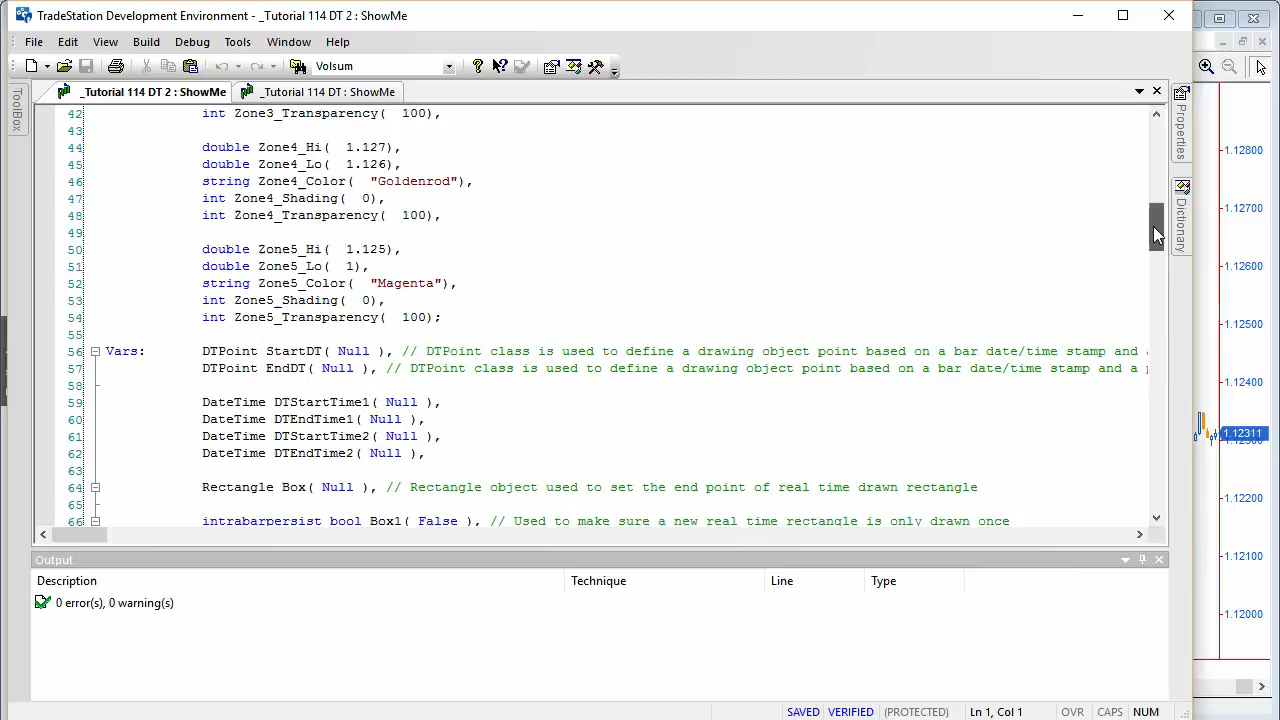 TradeStation Development Environment - _Tutorial 114 DT 2 : ShowMe
File Edit View Build Debug Tools Window Help
Volsum
_Tutorial 114 DT 2 : ShowMe
_Tutorial 114 DT : ShowMe
ToolBox
Properties
Dictionary
42 int Zone3_Transparency( 100),
43
44 double Zone4_Hi( 1.127),
45 double Zone4_Lo( 1.126),
46 string Zone4_Color( "Goldenrod"),
47 int Zone4_Shading( 0),
48 int Zone4_Transparency( 100),
49
50 double Zone5_Hi( 1.125),
51 double Zone5_Lo( 1),
52 string Zone5_Color( "Magenta"),
53 int Zone5_Shading( 0),
54 int Zone5_Transparency( 100);
55
56 Vars: DTPoint StartDT( Null ), // DTPoint class is used to define a drawing object point based on a bar date/time stamp and
57 DTPoint EndDT( Null ), // DTPoint class is used to define a drawing object point based on a bar date/time stamp and a
58
59 DateTime DTStartTime1( Null ),
60 DateTime DTEndTime1( Null ),
61 DateTime DTStartTime2( Null ),
62 DateTime DTEndTime2( Null ),
63
64 Rectangle Box( Null ), // Rectangle object used to set the end point of real time drawn rectangle
65
66 intrabarpersist bool Box1( False ), // Used to make sure a new real time rectangle is only drawn once
Output
Description Technique Line Type
0 error(s), 0 warning(s)
SAVED VERIFIED (PROTECTED) Ln 1, Col 1 OVR CAPS NUM
1.12800
1.12700
1.12600
1.12500
1.12400
1.12311
1.12200
1.12100
1.12000